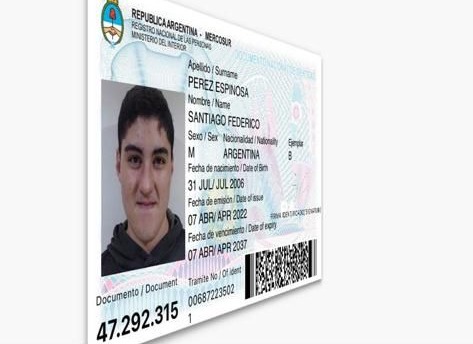 REPUBLICA ARGENTINA - MERCOSUR
REGISTRO NACIONAL DE LAS PERSONAS
MINISTERIO DEL INTERIOR
Apellido / Surname
PEREZ ESPINOSA
Nombre / Name
SANTIAGO FEDERICO
Sexo / Sex Nacionalidad / Nationality Ejemplar
M ARGENTINA B
Fecha de nacimiento / Date of Birth
31 JUL/ JUL 2006
Fecha de emisión / Date of issue
07 ABR/ APR 2022
Fecha de vencimiento / Date of expiry
07 ABR/ APR 2037
Documento / Document
47.292.315
Tramite No / Of ident
00687223502
1